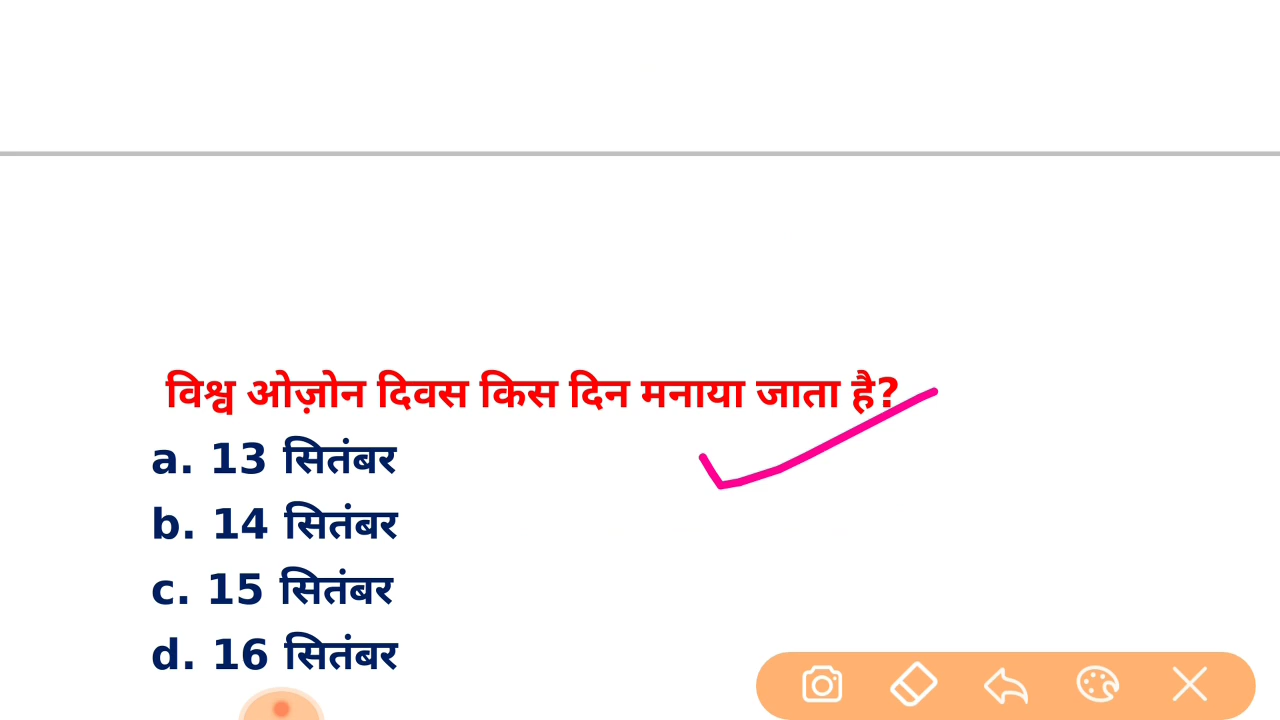 विश्व ओज़ोन दिवस किस दिन मनाया जाता है?
a. 13 सितंबर
b. 14 सितंबर
c. 15 सितंबर
d. 16 सितंबर